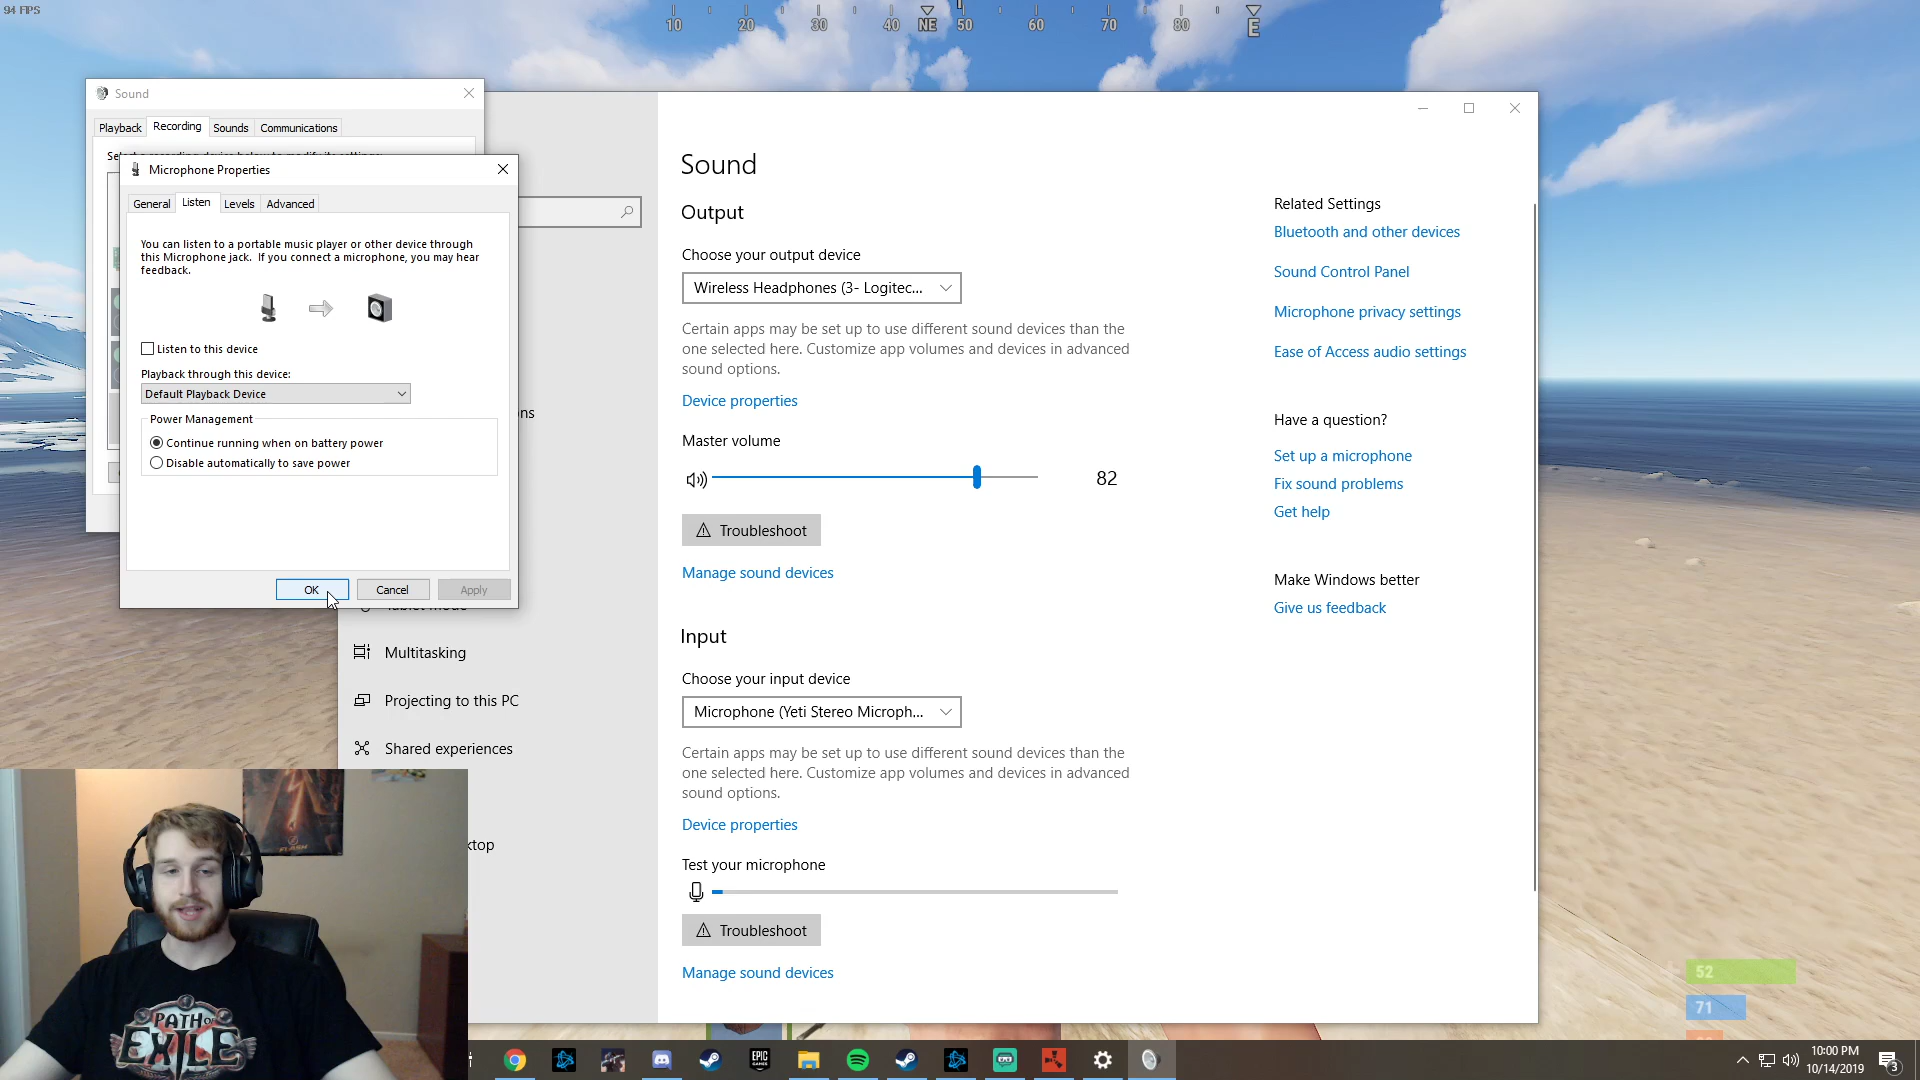 94 FPS
10 20 30 40 NE 50 60 70 80 E
Sound
Playback Recording Sounds Communications
Microphone Properties
General Listen Levels Advanced
You can listen to a portable music player or other device through
this Microphone jack. If you connect a microphone, you may hear
feedback.
Listen to this device
Playback through this device:
Default Playback Device
Power Management
Continue running when on battery power
Disable automatically to save power
OK Cancel Apply
Multitasking
Projecting to this PC
Shared experiences
Sound
Output
Choose your output device
Wireless Headphones (3- Logitec...
Certain apps may be set up to use different sound devices than the
one selected here. Customize app volumes and devices in advanced
sound options.
Device properties
Master volume
82
Troubleshoot
Manage sound devices
Input
Choose your input device
Microphone (Yeti Stereo Microph...
Certain apps may be set up to use different sound devices than the
one selected here. Customize app volumes and devices in advanced
sound options.
Device properties
Test your microphone
Troubleshoot
Manage sound devices
Related Settings
Bluetooth and other devices
Sound Control Panel
Microphone privacy settings
Ease of Access audio settings
Have a question?
Set up a microphone
Fix sound problems
Get help
Make Windows better
Give us feedback
52
71
PATH OF
EXILE
EPIC
GAMES
10:00 PM
10/14/2019
3